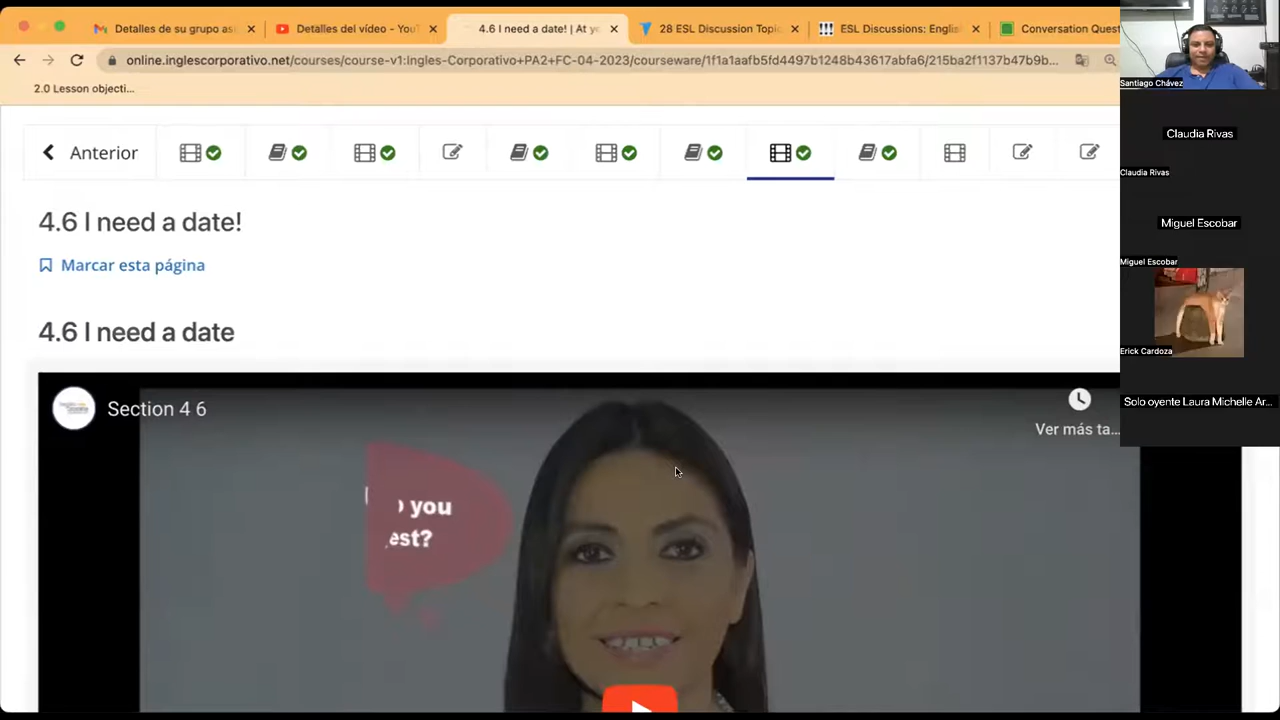 Detalles de su grupo as
Detalles del vídeo - YouT
4.6 I need a date! | At yo
28 ESL Discussion Topic
ESL Discussions: Englis
Conversation Quest
online.inglescorporativo.net/courses/course-v1:Ingles-Corporativo+PA2+FC-04-2023/courseware/1f1a1aafb5fd4497b1248b43617abfa6/215ba2f1137b47b9b...
2.0 Lesson objecti...
Anterior
4.6 I need a date!
Marcar esta página
4.6 I need a date
Section 4 6
Ver más ta...
you
est?
Santiago Chávez
Claudia Rivas
Claudia Rivas
Miguel Escobar
Miguel Escobar
Erick Cardoza
Solo oyente Laura Michelle Ar...